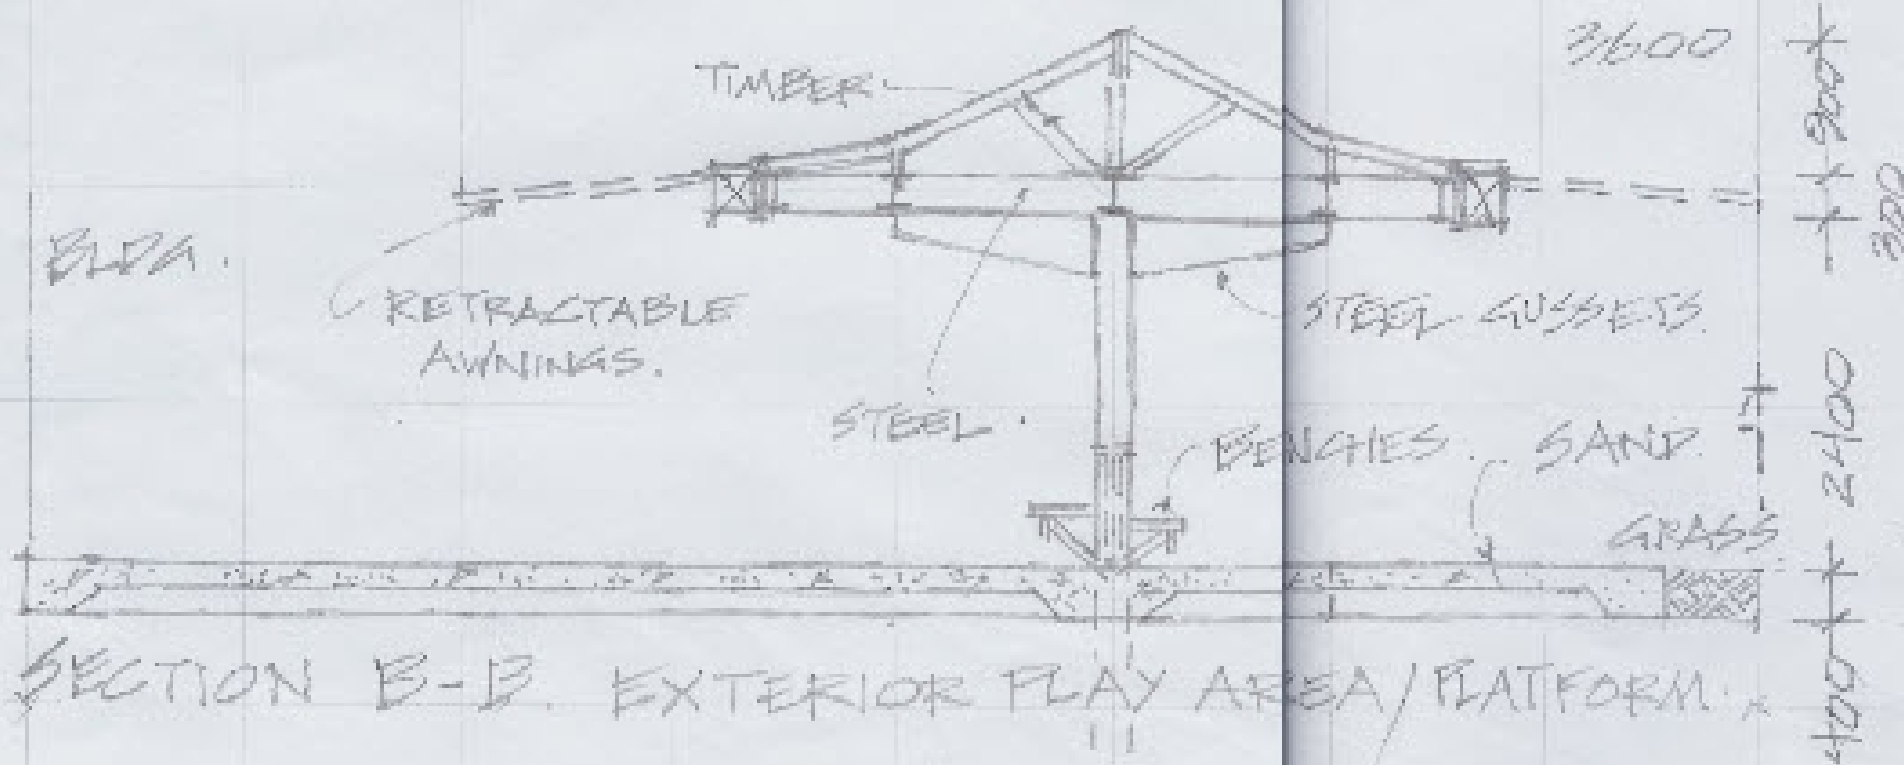 3600
TIMBER
900
300
BLDG.
RETRACTABLE
AWNINGS.
STEEL GUSSETS.
STEEL.
BENCHES.
SAND.
2400
GRASS
SECTION B-B. EXTERIOR PLAY AREA/PLATFORM.
400